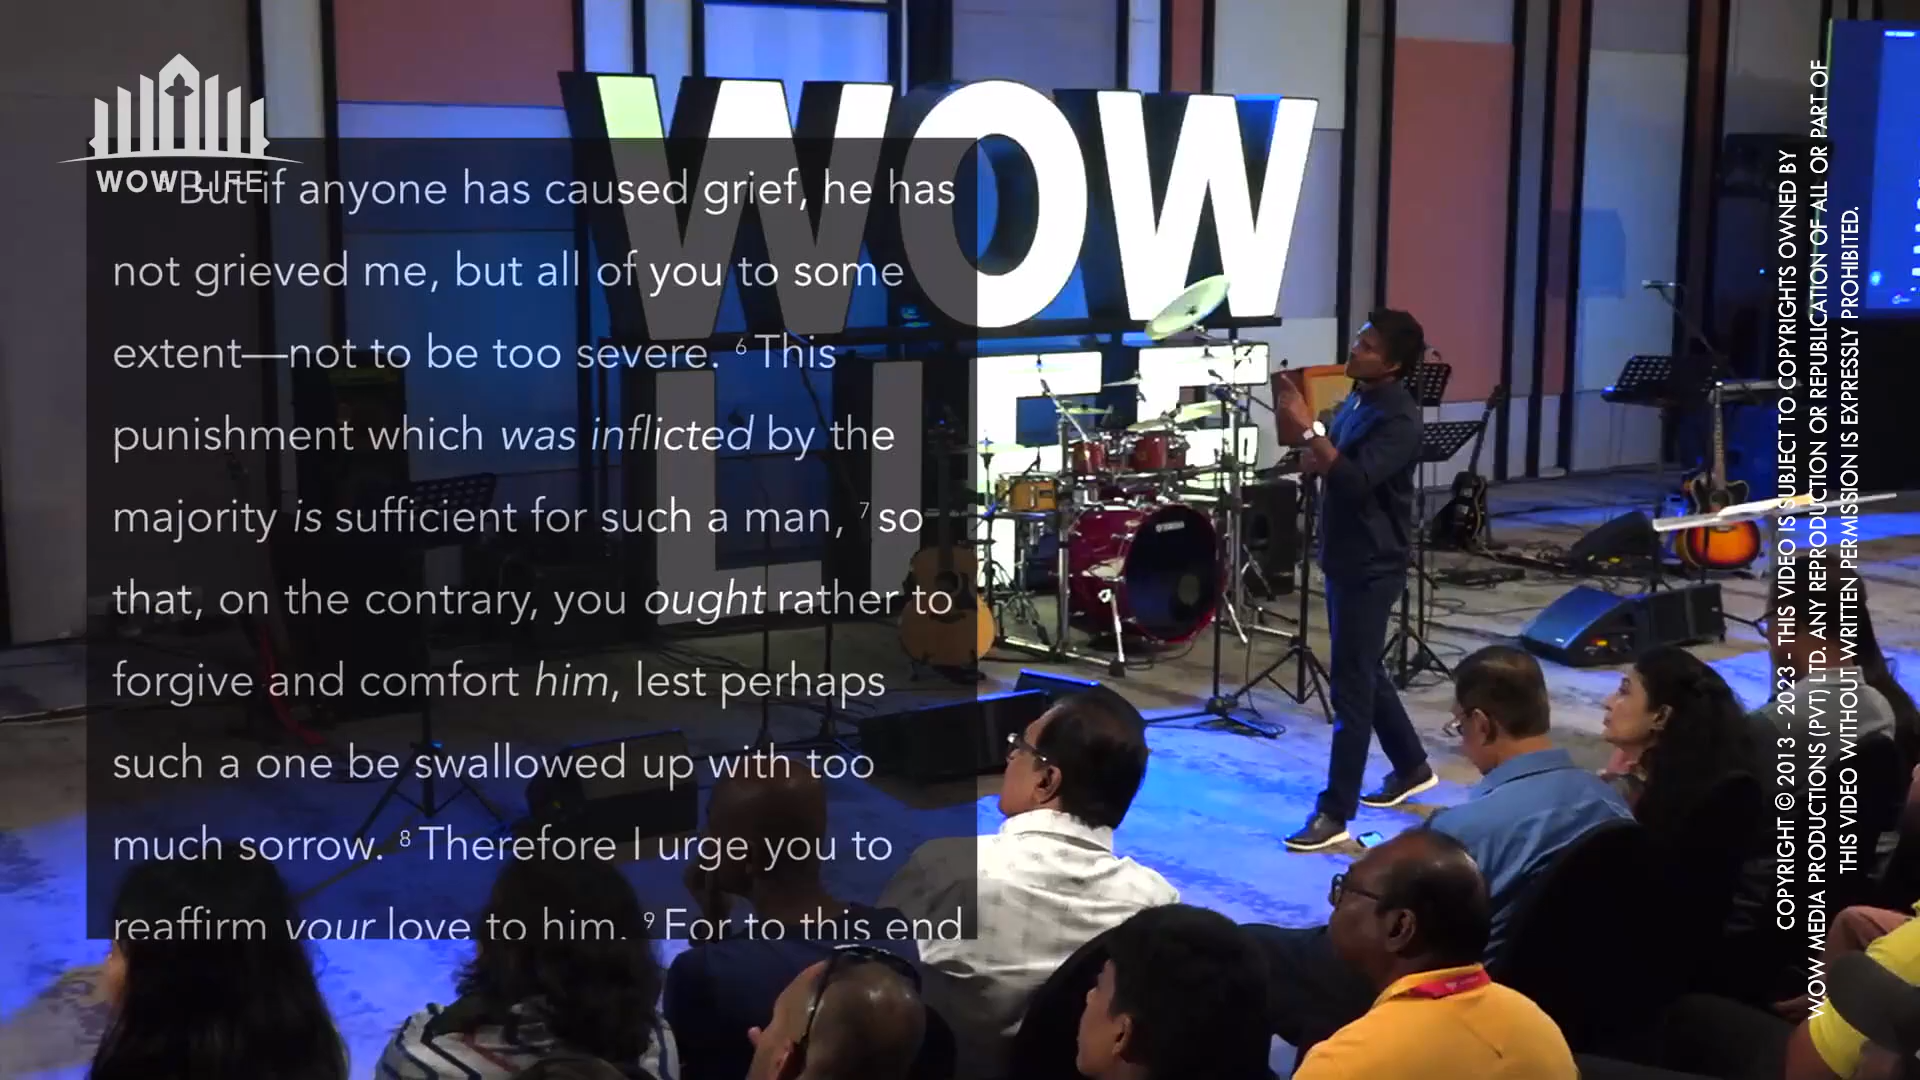 WOW LIFE
5 But if anyone has caused grief, he has
not grieved me, but all of you to some
extent—not to be too severe. 6 This
punishment which was inflicted by the
majority is sufficient for such a man, 7 so
that, on the contrary, you ought rather to
forgive and comfort him, lest perhaps
such a one be swallowed up with too
much sorrow. 8 Therefore I urge you to
reaffirm your love to him. 9 For to this end
WOW
LIFE
YAMAHA
COPYRIGHT © 2013 - 2023 - THIS VIDEO IS SUBJECT TO COPYRIGHTS OWNED BY
WOW MEDIA PRODUCTIONS (PVT) LTD. ANY REPRODUCTION OR REPUBLICATION OF ALL OR PART OF
THIS VIDEO WITHOUT WRITTEN PERMISSION IS EXPRESSLY PROHIBITED.